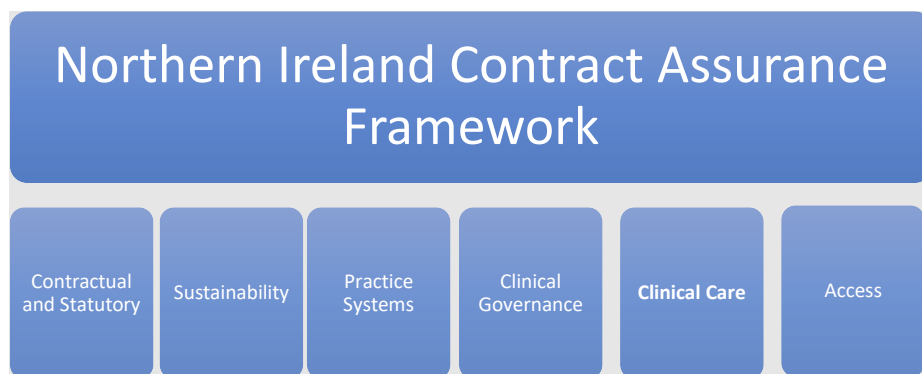 Northern Ireland Contract Assurance
Framework
Contractual
and Statutory
Sustainability
Practice
Systems
Clinical
Governance
Clinical Care
Access